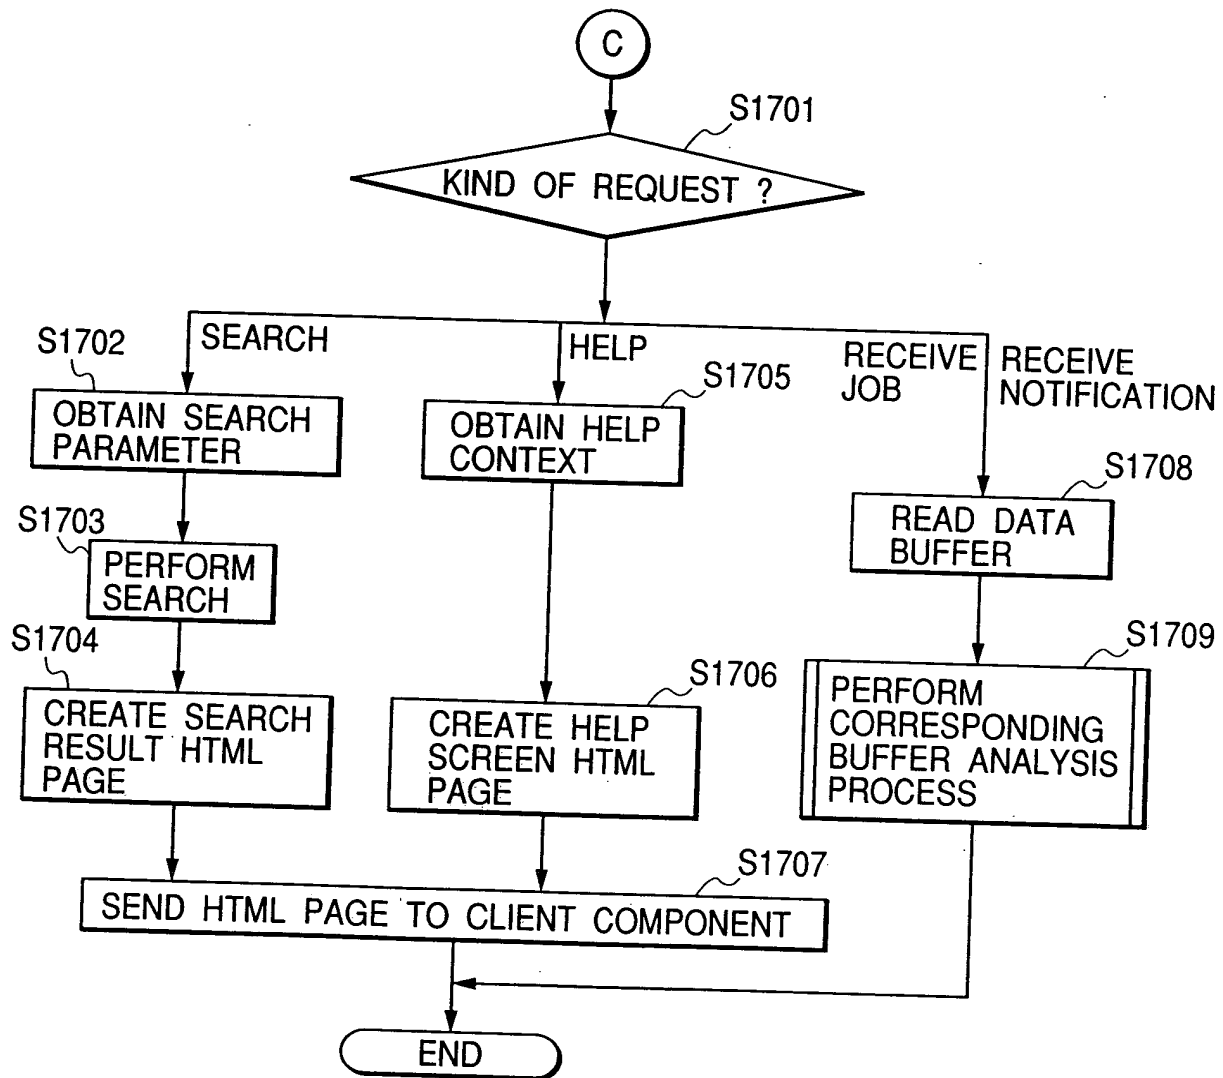 C
S1701
KIND OF REQUEST ?
SEARCH
HELP
RECEIVE
JOB
RECEIVE
NOTIFICATION
S1702
OBTAIN SEARCH
PARAMETER
S1703
PERFORM
SEARCH
S1704
CREATE SEARCH
RESULT HTML
PAGE
S1705
OBTAIN HELP
CONTEXT
S1706
CREATE HELP
SCREEN HTML
PAGE
S1708
READ DATA
BUFFER
S1709
PERFORM
CORRESPONDING
BUFFER ANALYSIS
PROCESS
S1707
SEND HTML PAGE TO CLIENT COMPONENT
END